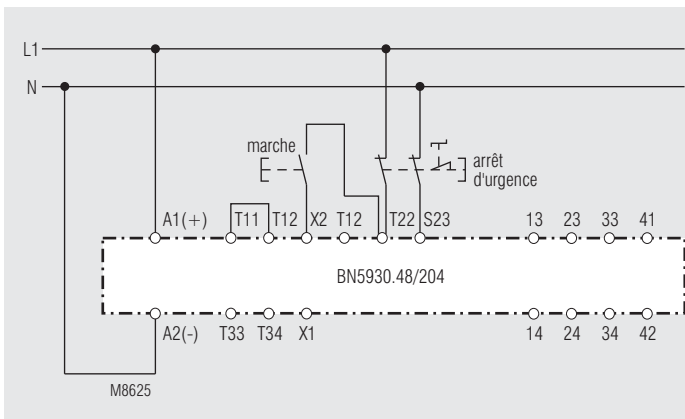 L1
N
marche
arrêt
d'urgence
A1(+) T11 T12 X2 T12 T22 S23 13 23 33 41
BN5930.48/204
A2(-) T33 T34 X1 14 24 34 42
M8625